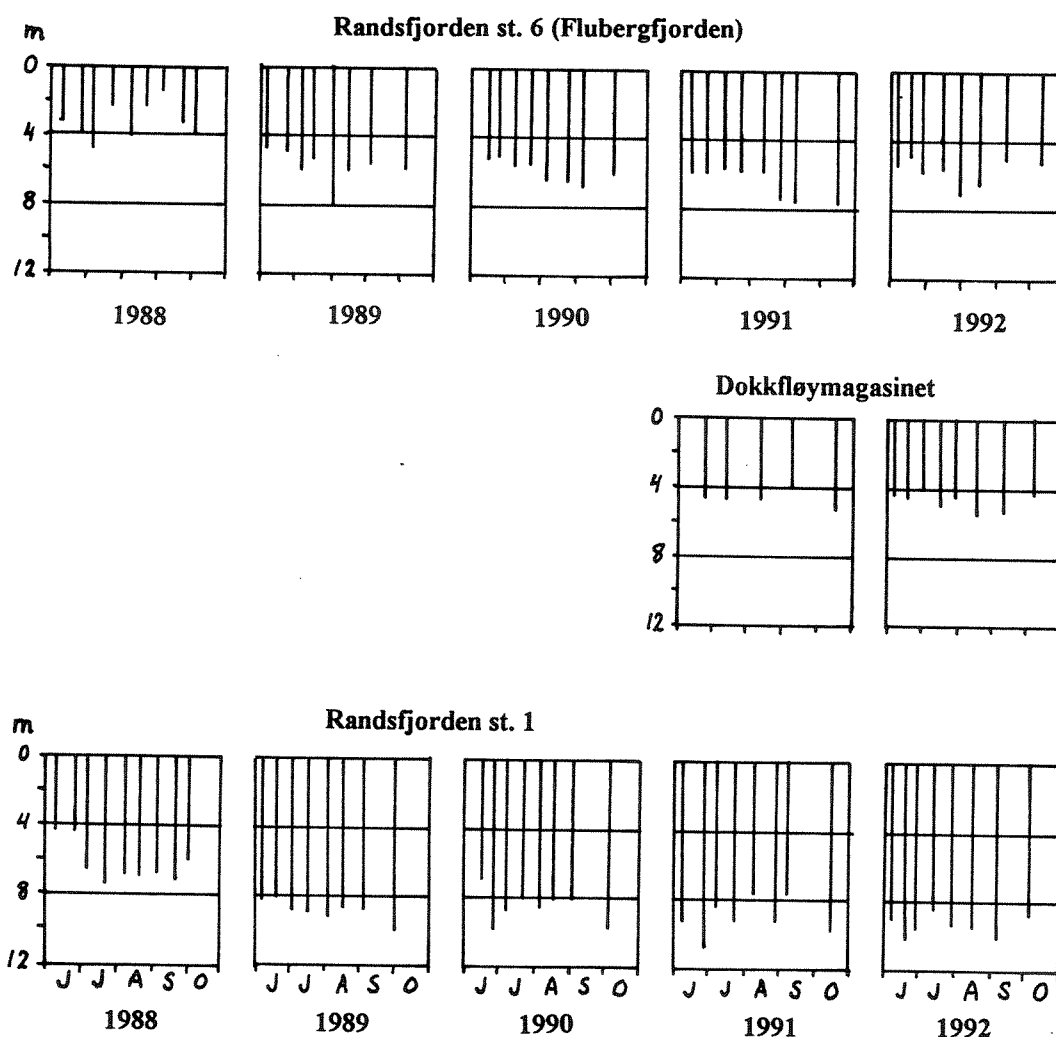 Randsfjorden st. 6 (Flubergfjorden)
m
0
4
8
12
1988 1989 1990 1991 1992
Dokkfløymagasinet
0
4
8
12
Randsfjorden st. 1
m
0
4
8
12
J J A S O J J A S O J J A S O J J A S O J J A S O
1988 1989 1990 1991 1992